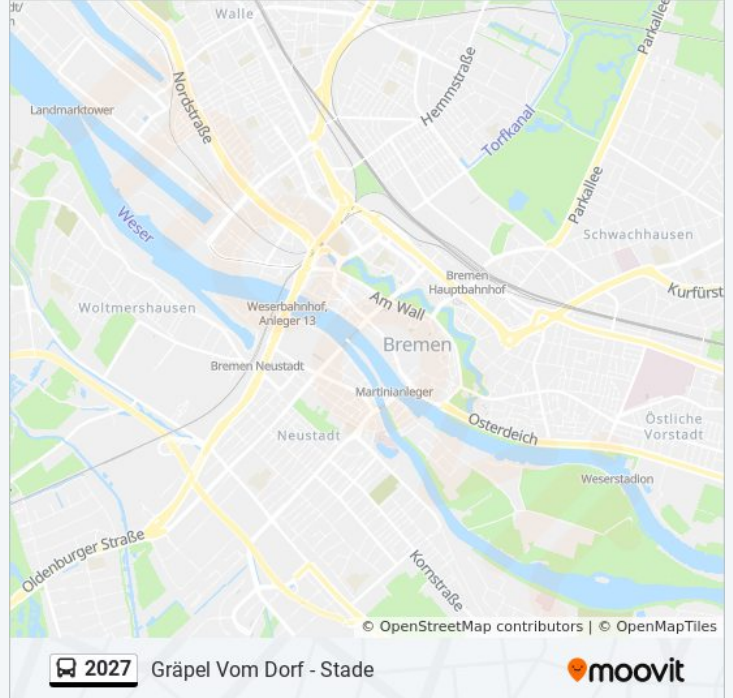 Walle
Parkallee
Hemmstraße
Nordstraße
Landmarktower
Torfkanal
Parkallee
Weser
Schwachhausen
Bremen
Hauptbahnhof
Kurfürst
Woltmershausen
Weserbahnhof,
Anleger 13
Am Wall
Bremen
Bremen Neustadt
Martinianleger
Neustadt
Osterdeich
Östliche
Vorstadt
Weserstadion
Oldenburger Straße
Kornstraße
© OpenStreetMap contributors | © OpenMapTiles
2027 Gräpel Vom Dorf - Stade
moovit